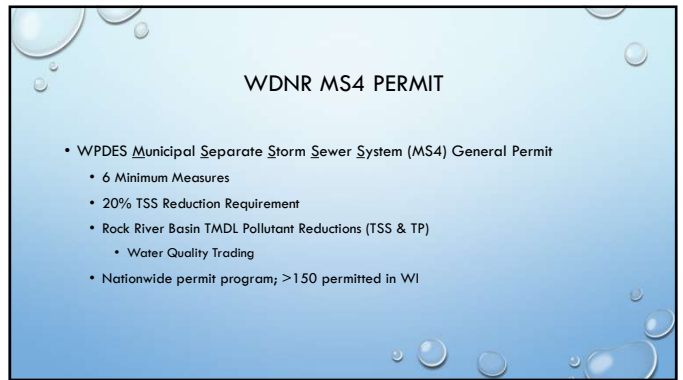 WDNR MS4 PERMIT
• WPDES Municipal Separate Storm Sewer System (MS4) General Permit
• 6 Minimum Measures
• 20% TSS Reduction Requirement
• Rock River Basin TMDL Pollutant Reductions (TSS & TP)
• Water Quality Trading
• Nationwide permit program; >150 permitted in WI